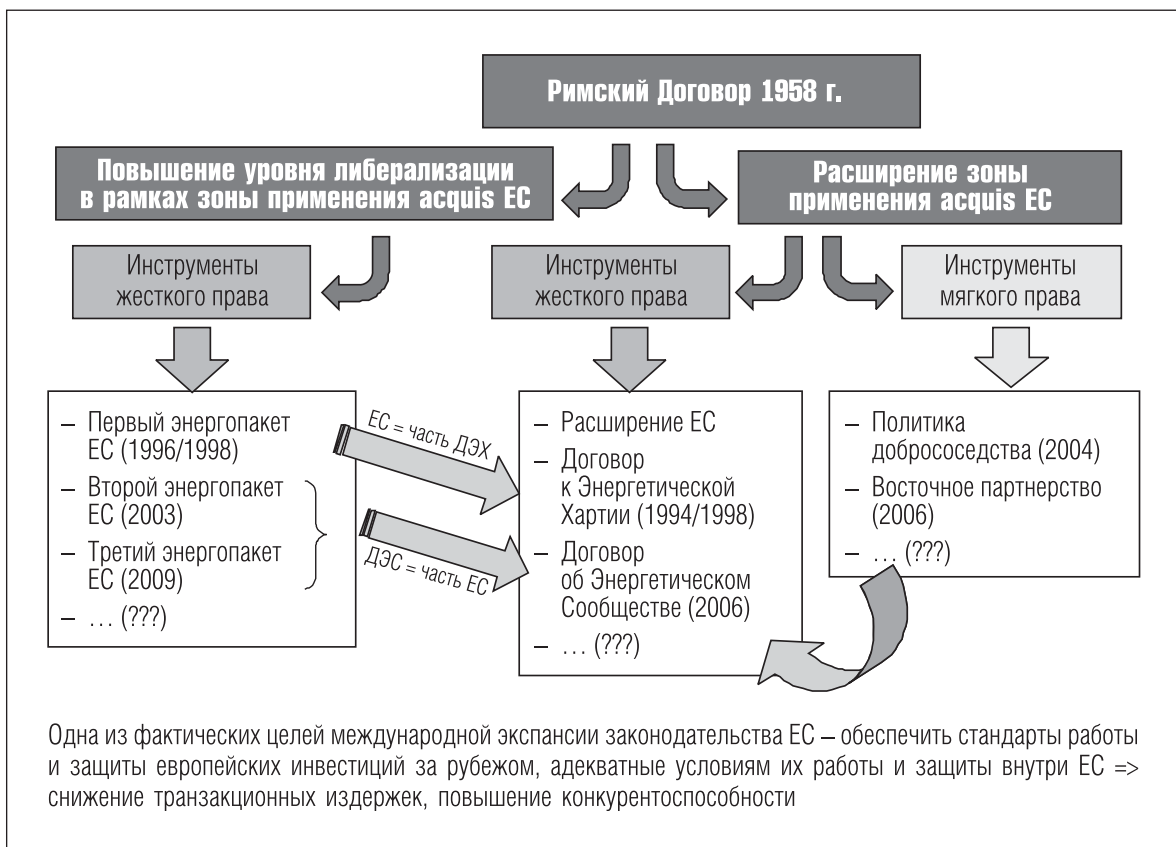 Римский Договор 1958 г.
Повышение уровня либерализации
в рамках зоны применения acquis ЕС
Расширение зоны
применения acquis ЕС
Инструменты
жесткого права
Инструменты
жесткого права
Инструменты
мягкого права
– Первый энергопакет
ЕС (1996/1998)
– Второй энергопакет
ЕС (2003)
– Третий энергопакет
ЕС (2009)
– … (???)
ЕС = часть ДЭХ
ДЭС = часть ЕС
– Расширение ЕС
– Договор
к Энергетической
Хартии (1994/1998)
– Договор
об Энергетическом
Сообществе (2006)
– … (???)
– Политика
добрососедства (2004)
– Восточное партнерство
(2006)
– … (???)
Одна из фактических целей международной экспансии законодательства ЕС – обеспечить стандарты работы
и защиты европейских инвестиций за рубежом, адекватные условиям их работы и защиты внутри ЕС =>
снижение транзакционных издержек, повышение конкурентоспособности